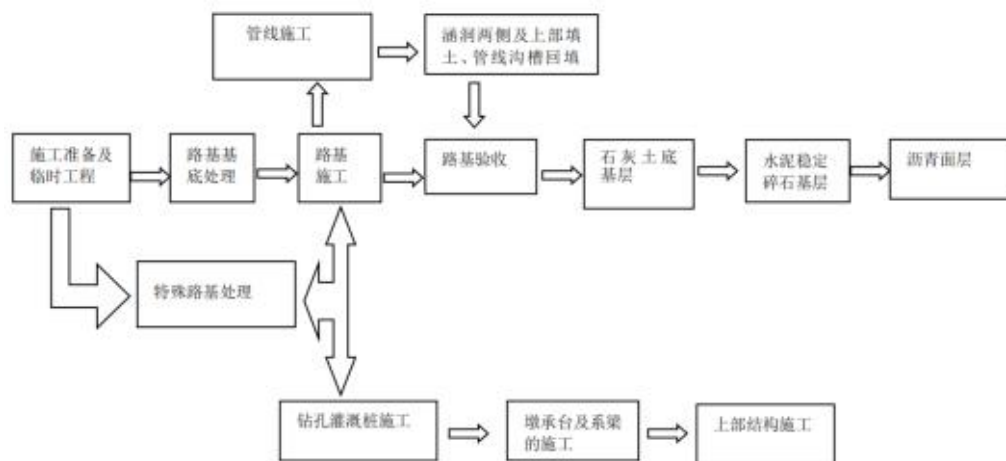 管线施工
涵洞两侧及上部填
土、管线沟槽回填
施工准备及
临时工程
路基基
底处理
路基
施工
路基验收
石灰土底
基层
水泥稳定
碎石基层
沥青面层
特殊路基处理
钻孔灌溉桩施工
墩承台及系梁
的施工
上部结构施工